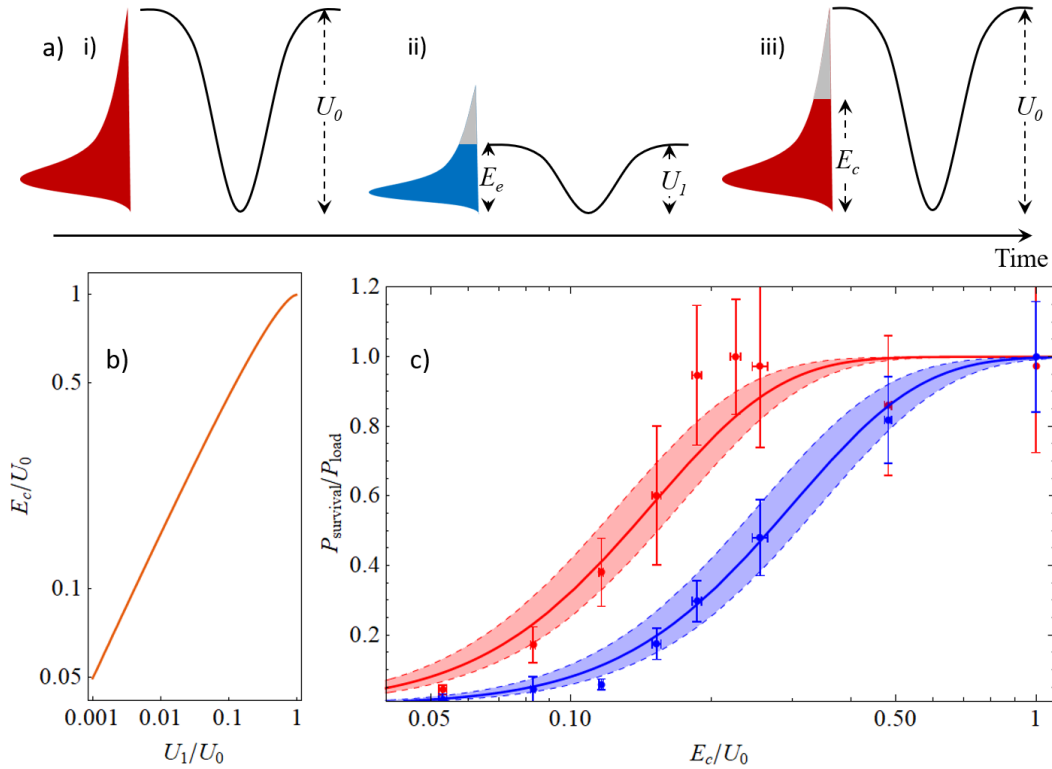 a) i)
ii)
iii)
U0
Ee
U1
Ec
U0
Time
b)
1
0.5
0.1
0.05
0.001
0.01
0.1
1
Ec/U0
U1/U0
c)
1.2
1.0
0.8
0.6
0.4
0.2
0.05
0.10
0.50
1
Psurvival/Pload
Ec/U0